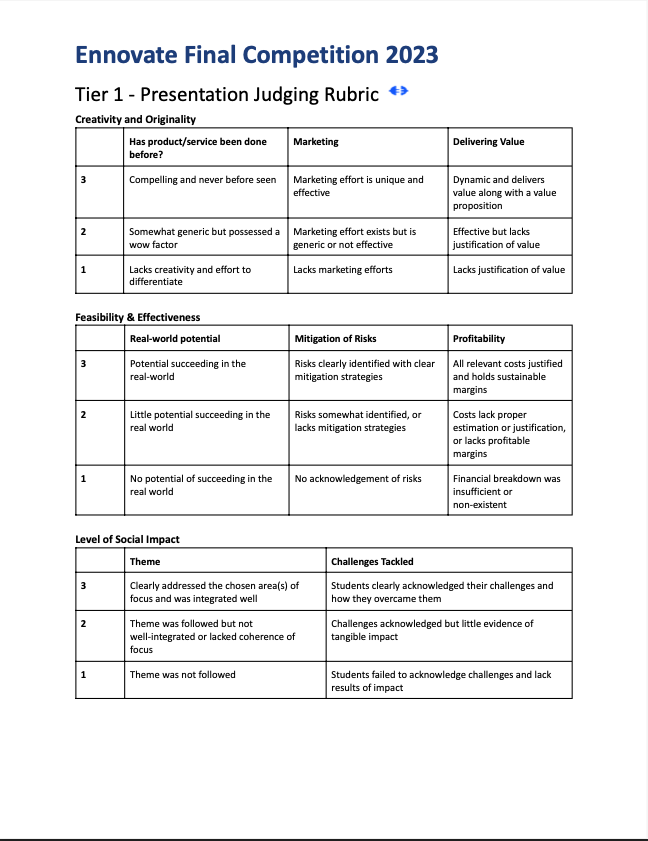 Ennovate Final Competition 2023
Tier 1 - Presentation Judging Rubric
Creativity and Originality
Has product/service been done before?
Marketing
Delivering Value
3
Compelling and never before seen
Marketing effort is unique and effective
Dynamic and delivers value along with a value proposition
2
Somewhat generic but possessed a wow factor
Marketing effort exists but is generic or not effective
Effective but lacks justification of value
1
Lacks creativity and effort to differentiate
Lacks marketing efforts
Lacks justification of value
Feasibility & Effectiveness
Real-world potential
Mitigation of Risks
Profitability
3
Potential succeeding in the real-world
Risks clearly identified with clear mitigation strategies
All relevant costs justified and holds sustainable margins
2
Little potential succeeding in the real world
Risks somewhat identified, or lacks mitigation strategies
Costs lack proper estimation or justification, or lacks profitable margins
1
No potential of succeeding in the real world
No acknowledgement of risks
Financial breakdown was insufficient or non-existent
Level of Social Impact
Theme
Challenges Tackled
3
Clearly addressed the chosen area(s) of focus and was integrated well
Students clearly acknowledged their challenges and how they overcame them
2
Theme was followed but not well-integrated or lacked coherence of focus
Challenges acknowledged but little evidence of tangible impact
1
Theme was not followed
Students failed to acknowledge challenges and lack results of impact